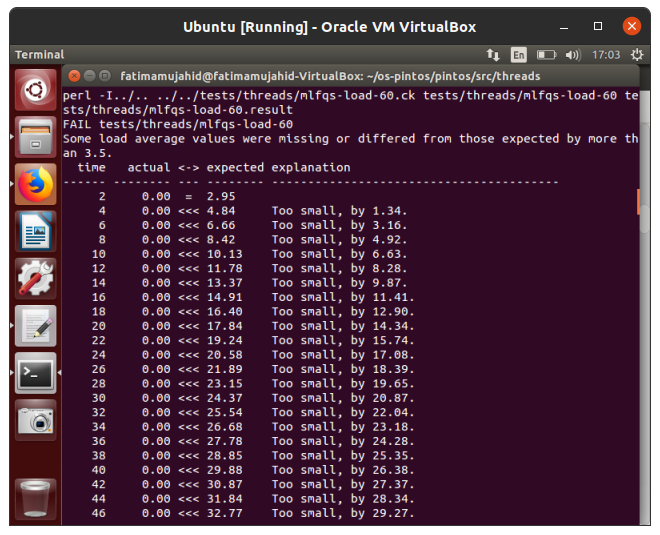 Ubuntu [Running] - Oracle VM VirtualBox
Terminal
En
17:03
fatimamujahid@fatimamujahid-VirtualBox: ~/os-pintos/pintos/src/threads
perl -I../.. ../../tests/threads/mlfqs-load-60.ck tests/threads/mlfqs-load-60 te
sts/threads/mlfqs-load-60.result
FAIL tests/threads/mlfqs-load-60
Some load average values were missing or differed from those expected by more th
an 3.5.
time actual <-> expected explanation
------ -------- --- -------- ----------------------------------------
2 0.00 = 2.95
4 0.00 <<< 4.84 Too small, by 1.34.
6 0.00 <<< 6.66 Too small, by 3.16.
8 0.00 <<< 8.42 Too small, by 4.92.
10 0.00 <<< 10.13 Too small, by 6.63.
12 0.00 <<< 11.78 Too small, by 8.28.
14 0.00 <<< 13.37 Too small, by 9.87.
16 0.00 <<< 14.91 Too small, by 11.41.
18 0.00 <<< 16.40 Too small, by 12.90.
20 0.00 <<< 17.84 Too small, by 14.34.
22 0.00 <<< 19.24 Too small, by 15.74.
24 0.00 <<< 20.58 Too small, by 17.08.
26 0.00 <<< 21.89 Too small, by 18.39.
28 0.00 <<< 23.15 Too small, by 19.65.
30 0.00 <<< 24.37 Too small, by 20.87.
32 0.00 <<< 25.54 Too small, by 22.04.
34 0.00 <<< 26.68 Too small, by 23.18.
36 0.00 <<< 27.78 Too small, by 24.28.
38 0.00 <<< 28.85 Too small, by 25.35.
40 0.00 <<< 29.88 Too small, by 26.38.
42 0.00 <<< 30.87 Too small, by 27.37.
44 0.00 <<< 31.84 Too small, by 28.34.
46 0.00 <<< 32.77 Too small, by 29.27.